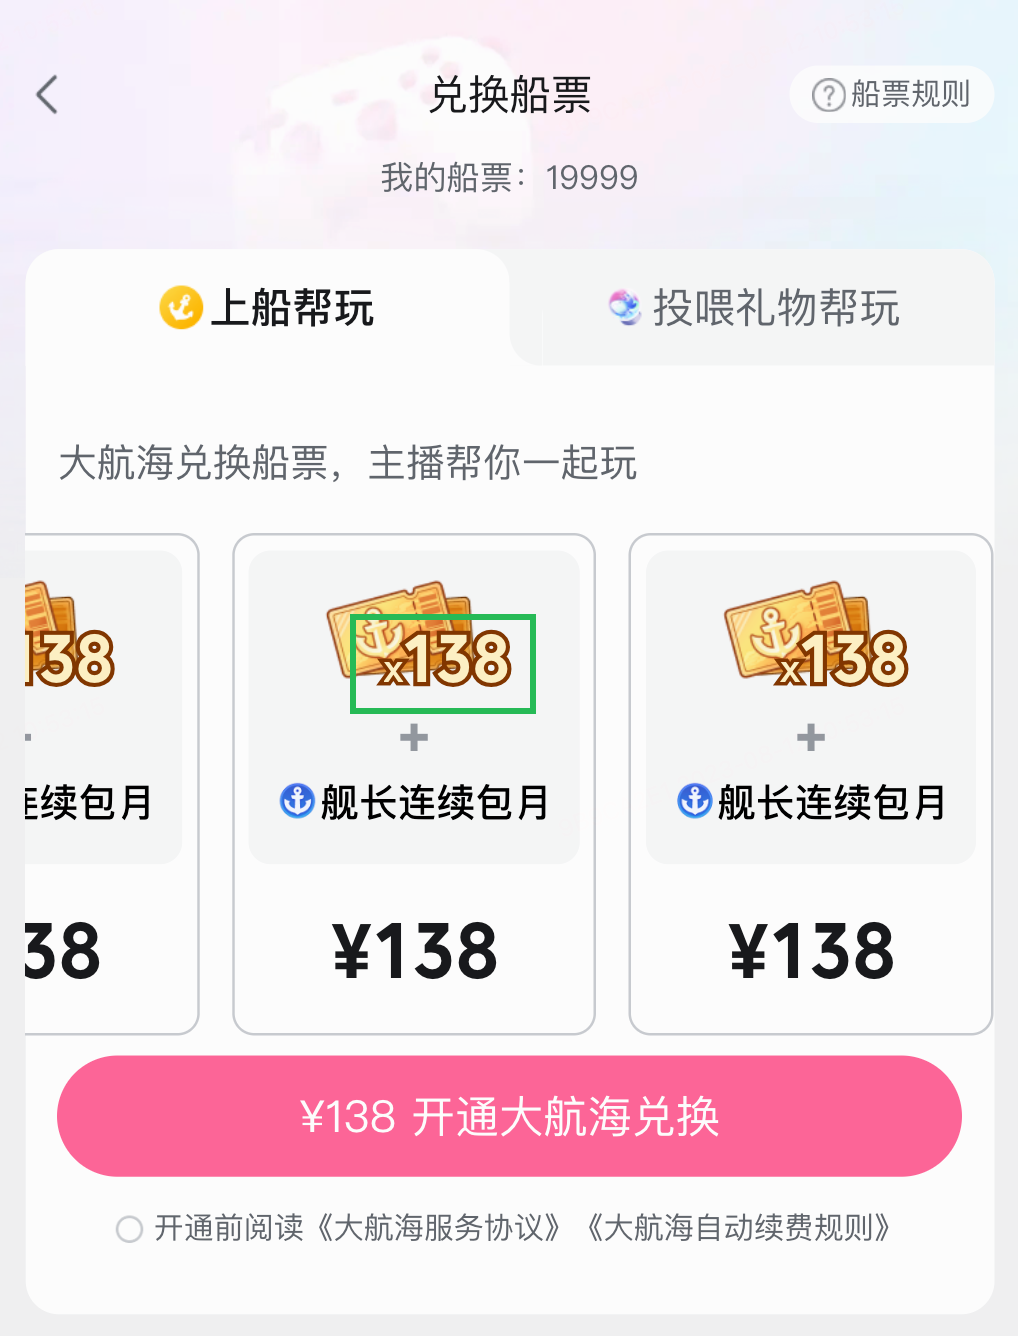 兑换船票
船票规则
我的船票：19999
上船帮玩
投喂礼物帮玩
大航海兑换船票，主播帮你一起玩
138
x138
x138
+
+
连续包月
舰长连续包月
舰长连续包月
38
¥138
¥138
¥138 开通大航海兑换
开通前阅读《大航海服务协议》《大航海自动续费规则》